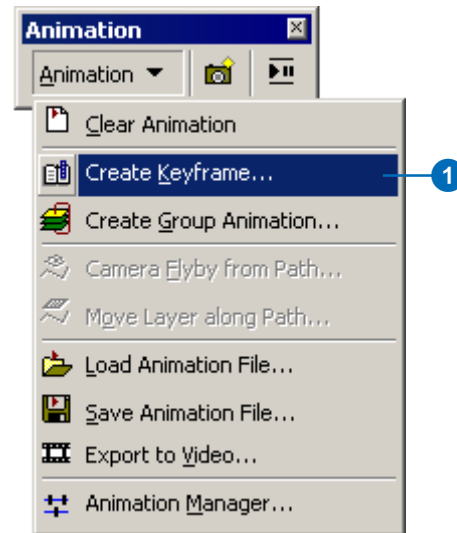 Animation
Animation
Clear Animation
Create Keyframe...
1
Create Group Animation...
Camera Flyby from Path...
Move Layer along Path...
Load Animation File...
Save Animation File...
Export to Video...
Animation Manager...